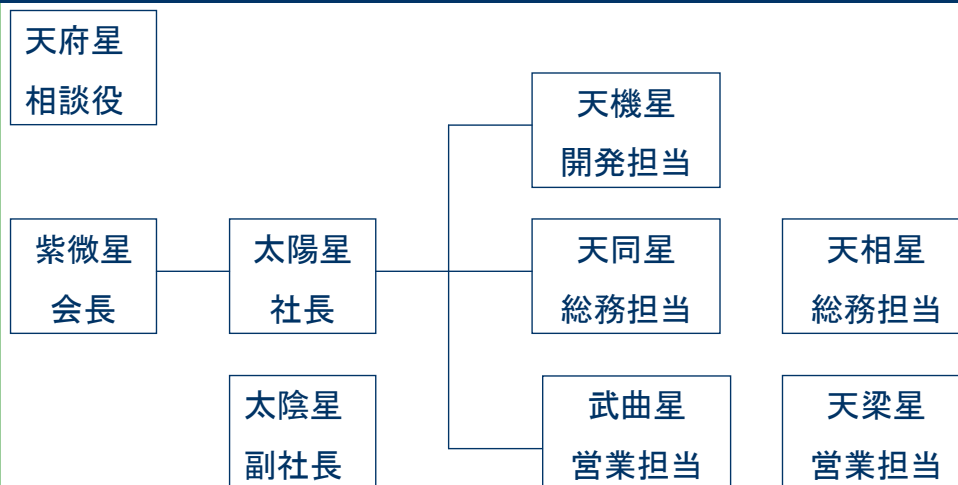 天府星
相談役
天機星
開発担当
紫微星
会長
太陽星
社長
天同星
総務担当
天相星
総務担当
太陰星
副社長
武曲星
営業担当
天梁星
営業担当